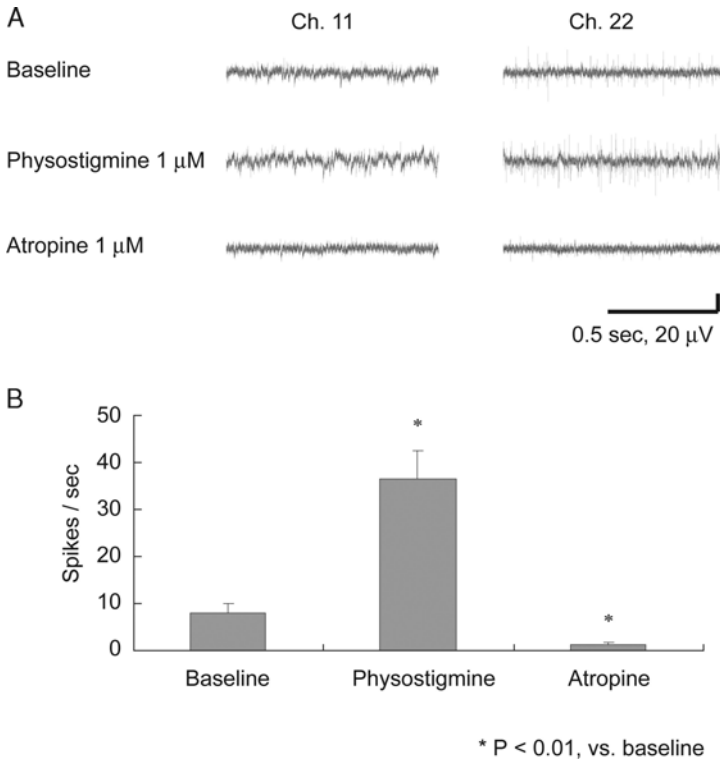 A
Ch. 11
Ch. 22
Baseline
Physostigmine 1 μM
Atropine 1 μM
0.5 sec, 20 μV
B
50
40
30
20
10
0
Spikes / sec
*
*
Baseline
Physostigmine
Atropine
* P < 0.01, vs. baseline